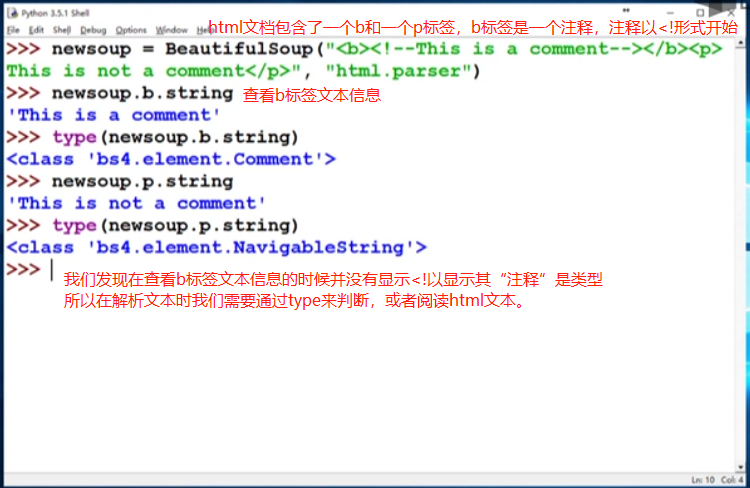 Python 3.5.1 Shell
html文档包含了一个b和一个p标签，b标签是一个注释，注释以<!形式开始
File Edit Shell Debug Options Window Help
>>> newsoup = BeautifulSoup("<b><!--This is a comment--></b><p>
This is not a comment</p>", "html.parser")
>>> newsoup.b.string 查看b标签文本信息
'This is a comment'
>>> type(newsoup.b.string)
<class 'bs4.element.Comment'>
>>> newsoup.p.string
'This is not a comment'
>>> type(newsoup.p.string)
<class 'bs4.element.NavigableString'>
>>>
我们发现在查看b标签文本信息的时候并没有显示<!以显示其“注释”是类型
所以在解析文本时我们需要通过type来判断，或者阅读html文本。
Ln: 10 Col: 4